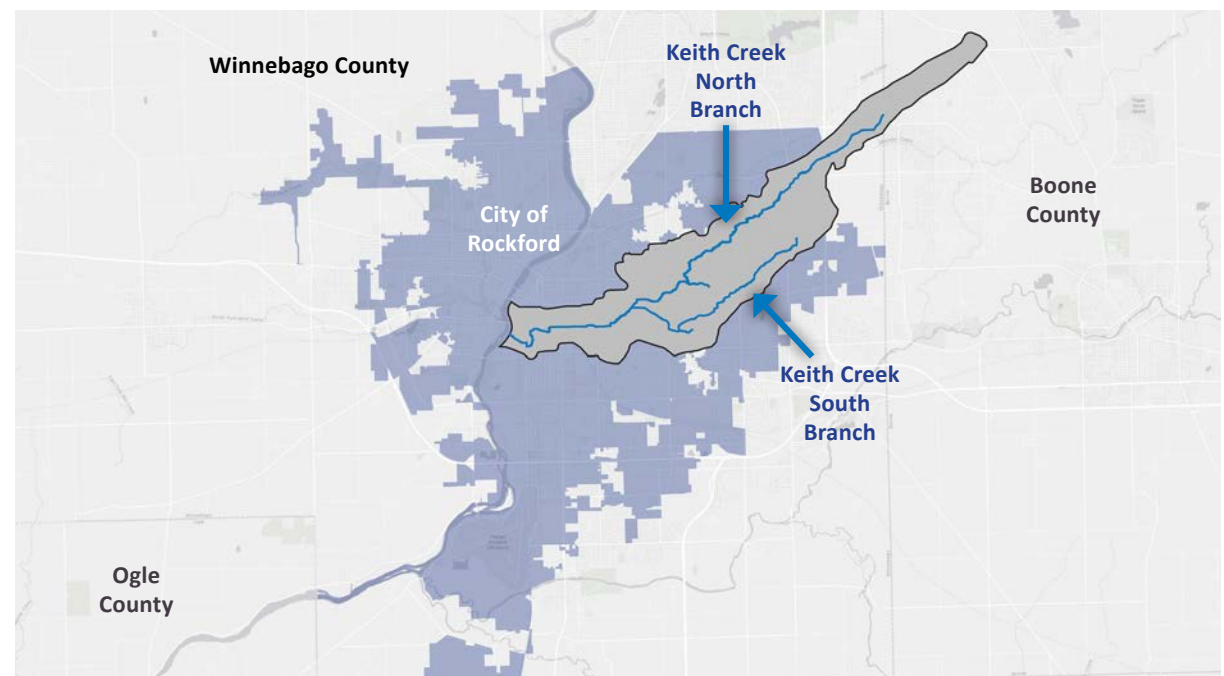 Winnebago County
Keith Creek
North
Branch
City of
Rockford
Boone
County
Keith Creek
South
Branch
Ogle
County